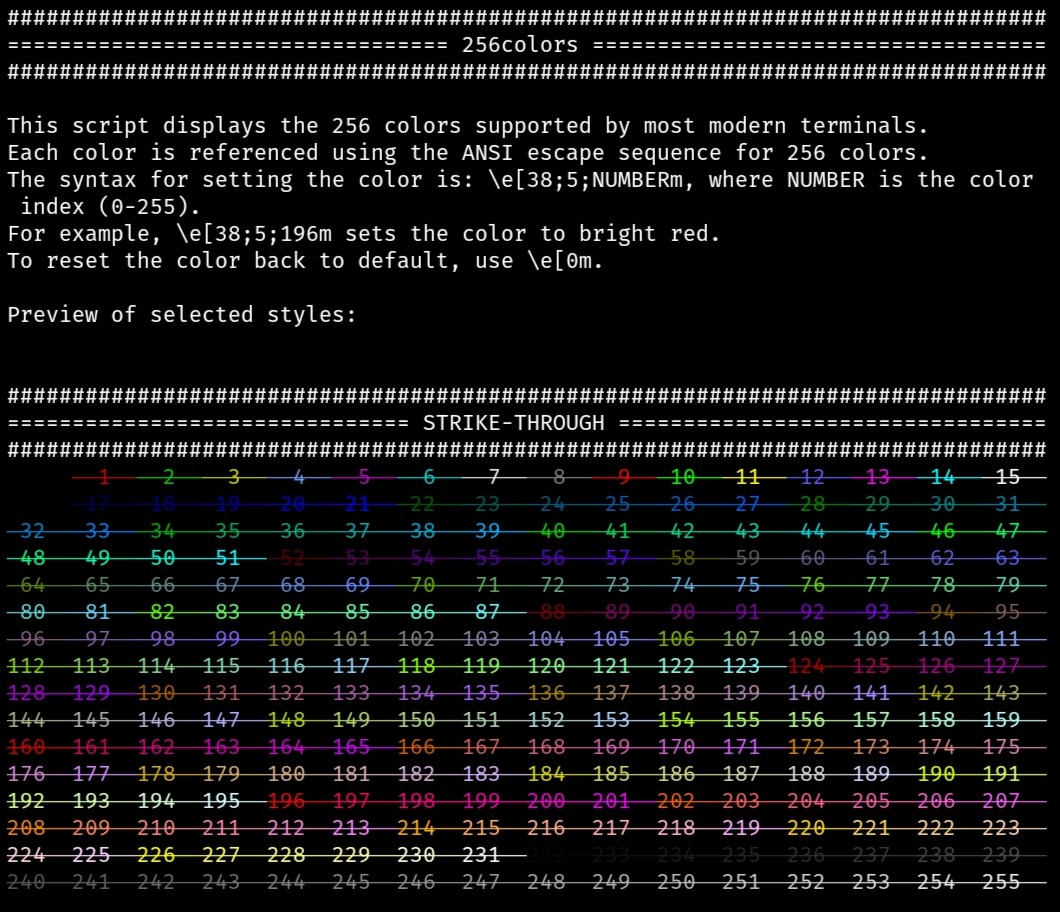 ################################################################################
================================== 256colors ===================================
################################################################################
This script displays the 256 colors supported by most modern terminals.
Each color is referenced using the ANSI escape sequence for 256 colors.
The syntax for setting the color is: \e[38;5;NUMBERm, where NUMBER is the color
index (0-255).
For example, \e[38;5;196m sets the color to bright red.
To reset the color back to default, use \e[0m.
Preview of selected styles:
################################################################################
=============================== STRIKE-THROUGH =================================
################################################################################
1 2 3 4 5 6 7 8 9 10 11 12 13 14 15
17 18 19 20 21 22 23 24 25 26 27 28 29 30 31
32 33 34 35 36 37 38 39 40 41 42 43 44 45 46 47
48 49 50 51 52 53 54 55 56 57 58 59 60 61 62 63
64 65 66 67 68 69 70 71 72 73 74 75 76 77 78 79
80 81 82 83 84 85 86 87 88 89 90 91 92 93 94 95
96 97 98 99 100 101 102 103 104 105 106 107 108 109 110 111
112 113 114 115 116 117 118 119 120 121 122 123 124 125 126 127
128 129 130 131 132 133 134 135 136 137 138 139 140 141 142 143
144 145 146 147 148 149 150 151 152 153 154 155 156 157 158 159
160 161 162 163 164 165 166 167 168 169 170 171 172 173 174 175
176 177 178 179 180 181 182 183 184 185 186 187 188 189 190 191
192 193 194 195 196 197 198 199 200 201 202 203 204 205 206 207
208 209 210 211 212 213 214 215 216 217 218 219 220 221 222 223
224 225 226 227 228 229 230 231 232 233 234 235 236 237 238 239
240 241 242 243 244 245 246 247 248 249 250 251 252 253 254 255